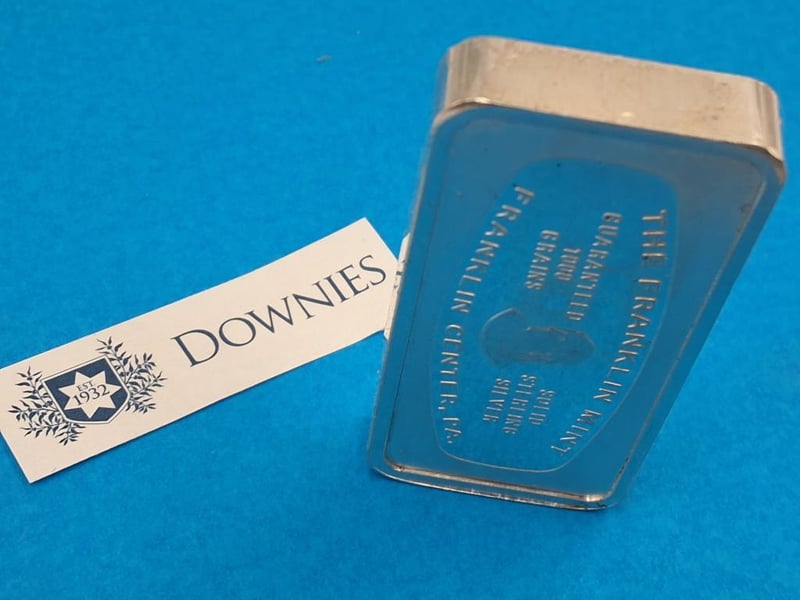 DOWNIES
EST.
1932
THE FRANKLIN MINT
GUARANTEED
1000
GRAINS
SOLID
STERLING
SILVER
FRANKLIN CENTER, PA.